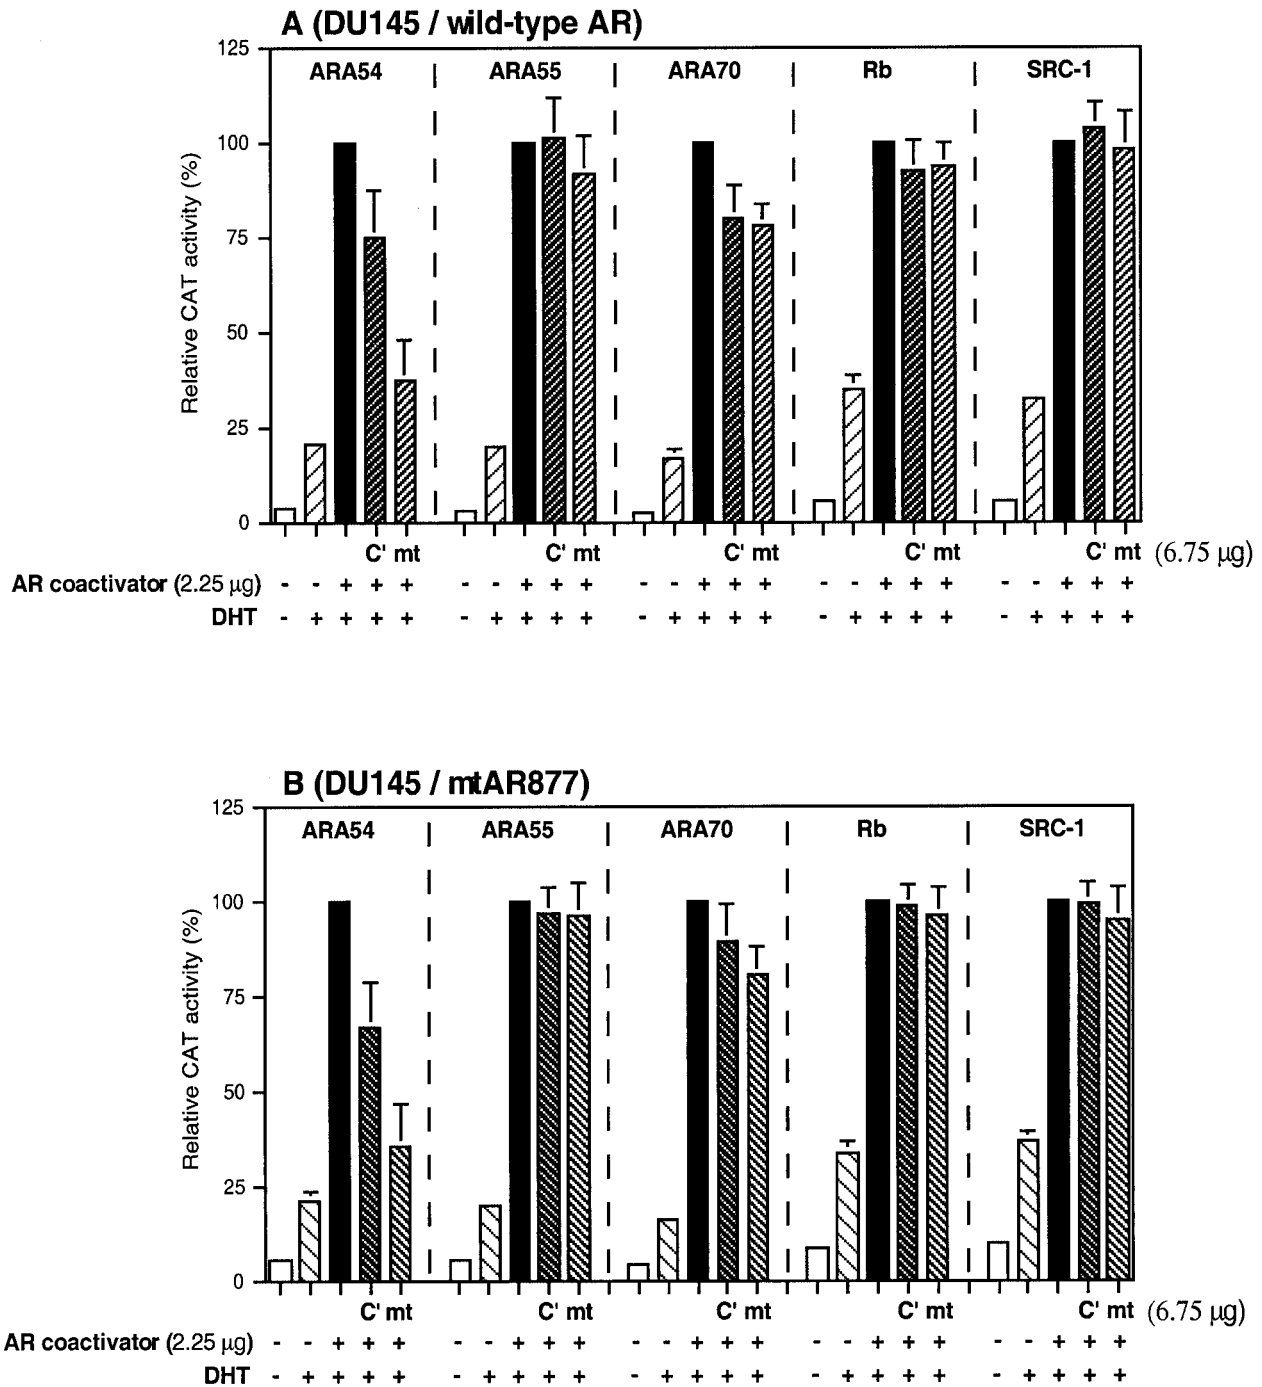 A (DU145 / wild-type AR)
125
ARA54 ARA55 ARA70 Rb SRC-1
100
75
50
25
0
Relative CAT activity (%)
C' mt C' mt C' mt C' mt C' mt (6.75 µg)
AR coactivator (2.25 µg) - - + + + - - + + + - - + + + - - + + + - - + + +
DHT - + + + + - + + + + - + + + + - + + + + - + + + +
B (DU145 / mtAR877)
125
ARA54 ARA55 ARA70 Rb SRC-1
100
75
50
25
0
Relative CAT activity (%)
C' mt C' mt C' mt C' mt C' mt (6.75 µg)
AR coactivator (2.25 µg) - - + + + - - + + + - - + + + - - + + + - - + + +
DHT - + + + + - + + + + - + + + + - + + + + - + + + +